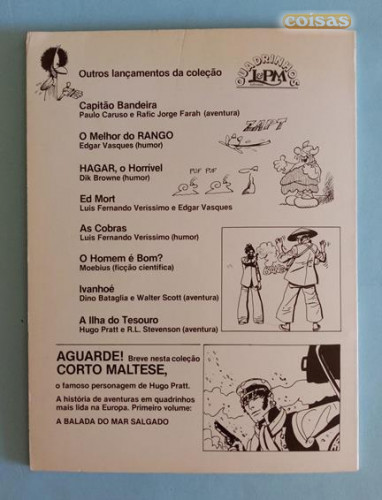 coisas
QUADRINHOS
L&PM
Outros lançamentos da coleção
Capitão Bandeira
Paulo Caruso e Rafic Jorge Farah (aventura)
ZAPT
O Melhor do RANGO
Edgar Vasques (humor)
HAGAR, o Horrível
Dik Browne (humor)
PUF PUF
Ed Mort
Luis Fernando Verissimo e Edgar Vasques
As Cobras
Luis Fernando Verissimo (humor)
O Homem é Bom?
Moebius (ficção científica)
Ivanhoé
Dino Bataglia e Walter Scott (aventura)
A Ilha do Tesouro
Hugo Pratt e R.L. Stevenson (aventura)
AGUARDE! Breve nesta coleção
CORTO MALTESE,
o famoso personagem de Hugo Pratt.
A história de aventuras em quadrinhos
mais lida na Europa. Primeiro volume:
A BALADA DO MAR SALGADO